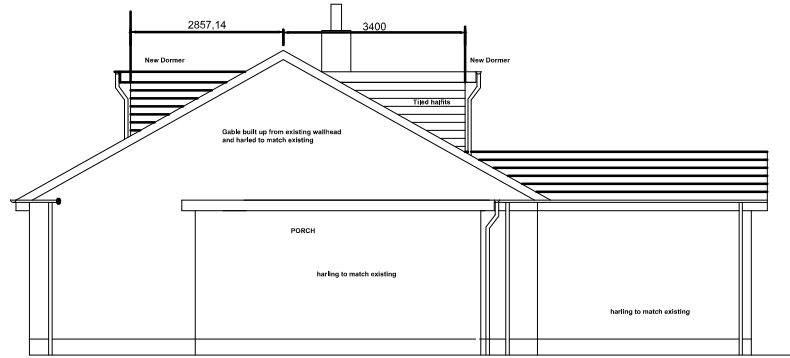 2857,14
3400
New Dormer
New Dormer
Tiled haffits
Gable built up from existing wallhead
and harled to match existing
PORCH
harling to match existing
harling to match existing